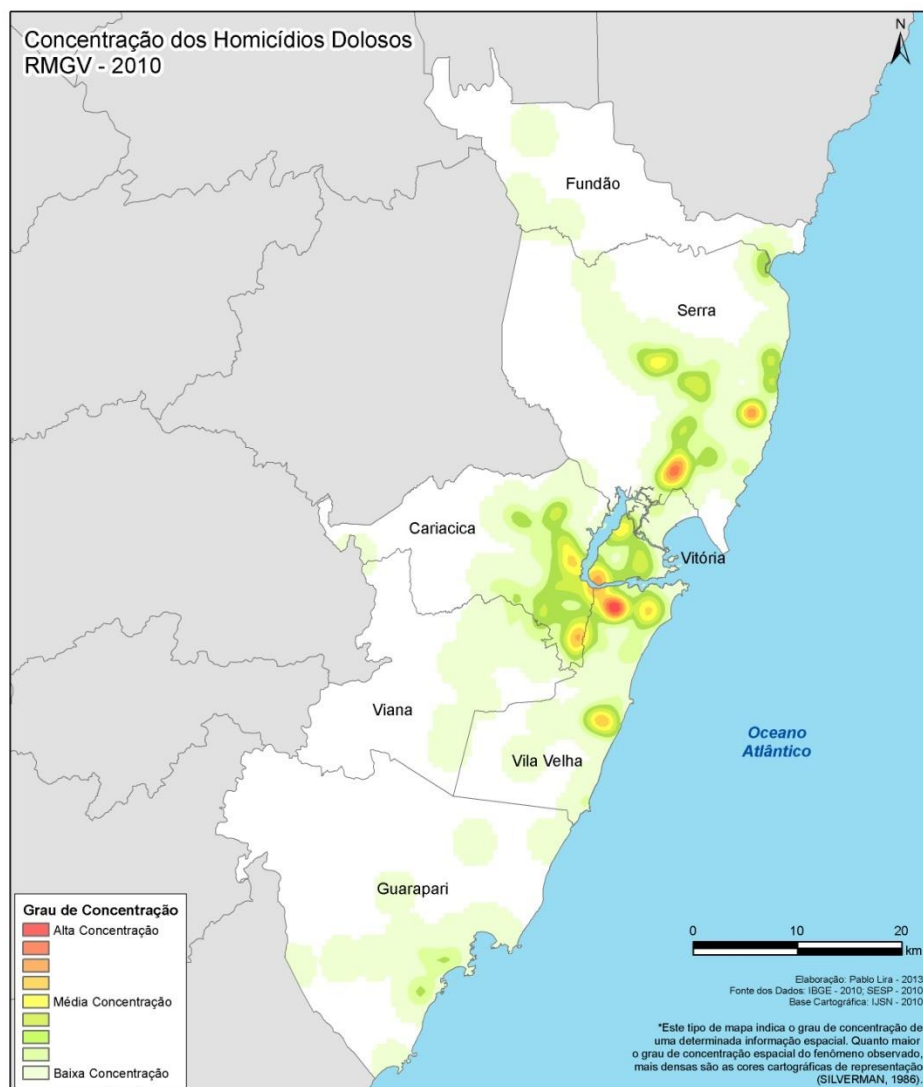 Concentração dos Homicídios Dolosos
RMGV - 2010
N
Fundão
Serra
Cariacica
Vitória
Viana
Vila Velha
Oceano
Atlântico
Guarapari
Grau de Concentração
Alta Concentração
Média Concentração
Baixa Concentração
0 10 20
km
Elaboração: Pablo Lira - 2013
Fonte dos Dados: IBGE - 2010; SESP - 2010
Base Cartográfica: IJSN - 2010
*Este tipo de mapa indica o grau de concentração de
uma determinada informação espacial. Quanto maior
o grau de concentração espacial do fenômeno observado,
mais densas são as cores cartográficas de representação
(SILVERMAN, 1986).